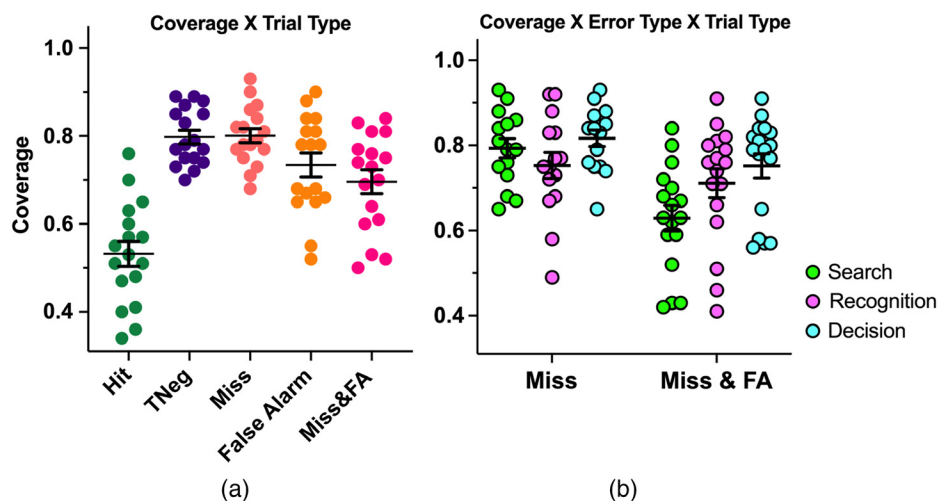 Coverage X Trial Type
Coverage
1.0
0.8
0.6
0.4
Hit
TNeg
Miss
False Alarm
Miss&FA
(a)
Coverage X Error Type X Trial Type
1.0
0.8
0.6
0.4
Miss
Miss & FA
Search
Recognition
Decision
(b)